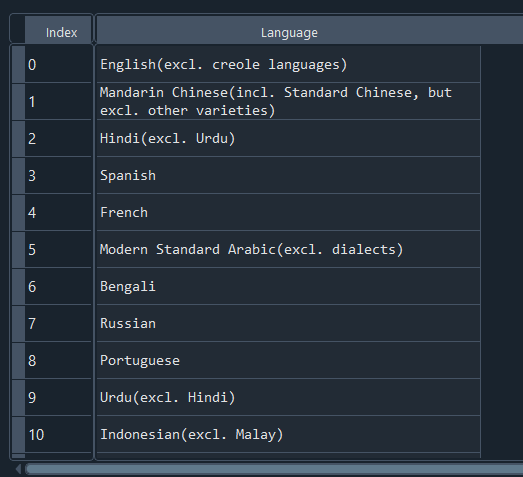 Index Language
0 English(excl. creole languages)
1 Mandarin Chinese(incl. Standard Chinese, but
excl. other varieties)
2 Hindi(excl. Urdu)
3 Spanish
4 French
5 Modern Standard Arabic(excl. dialects)
6 Bengali
7 Russian
8 Portuguese
9 Urdu(excl. Hindi)
10 Indonesian(excl. Malay)